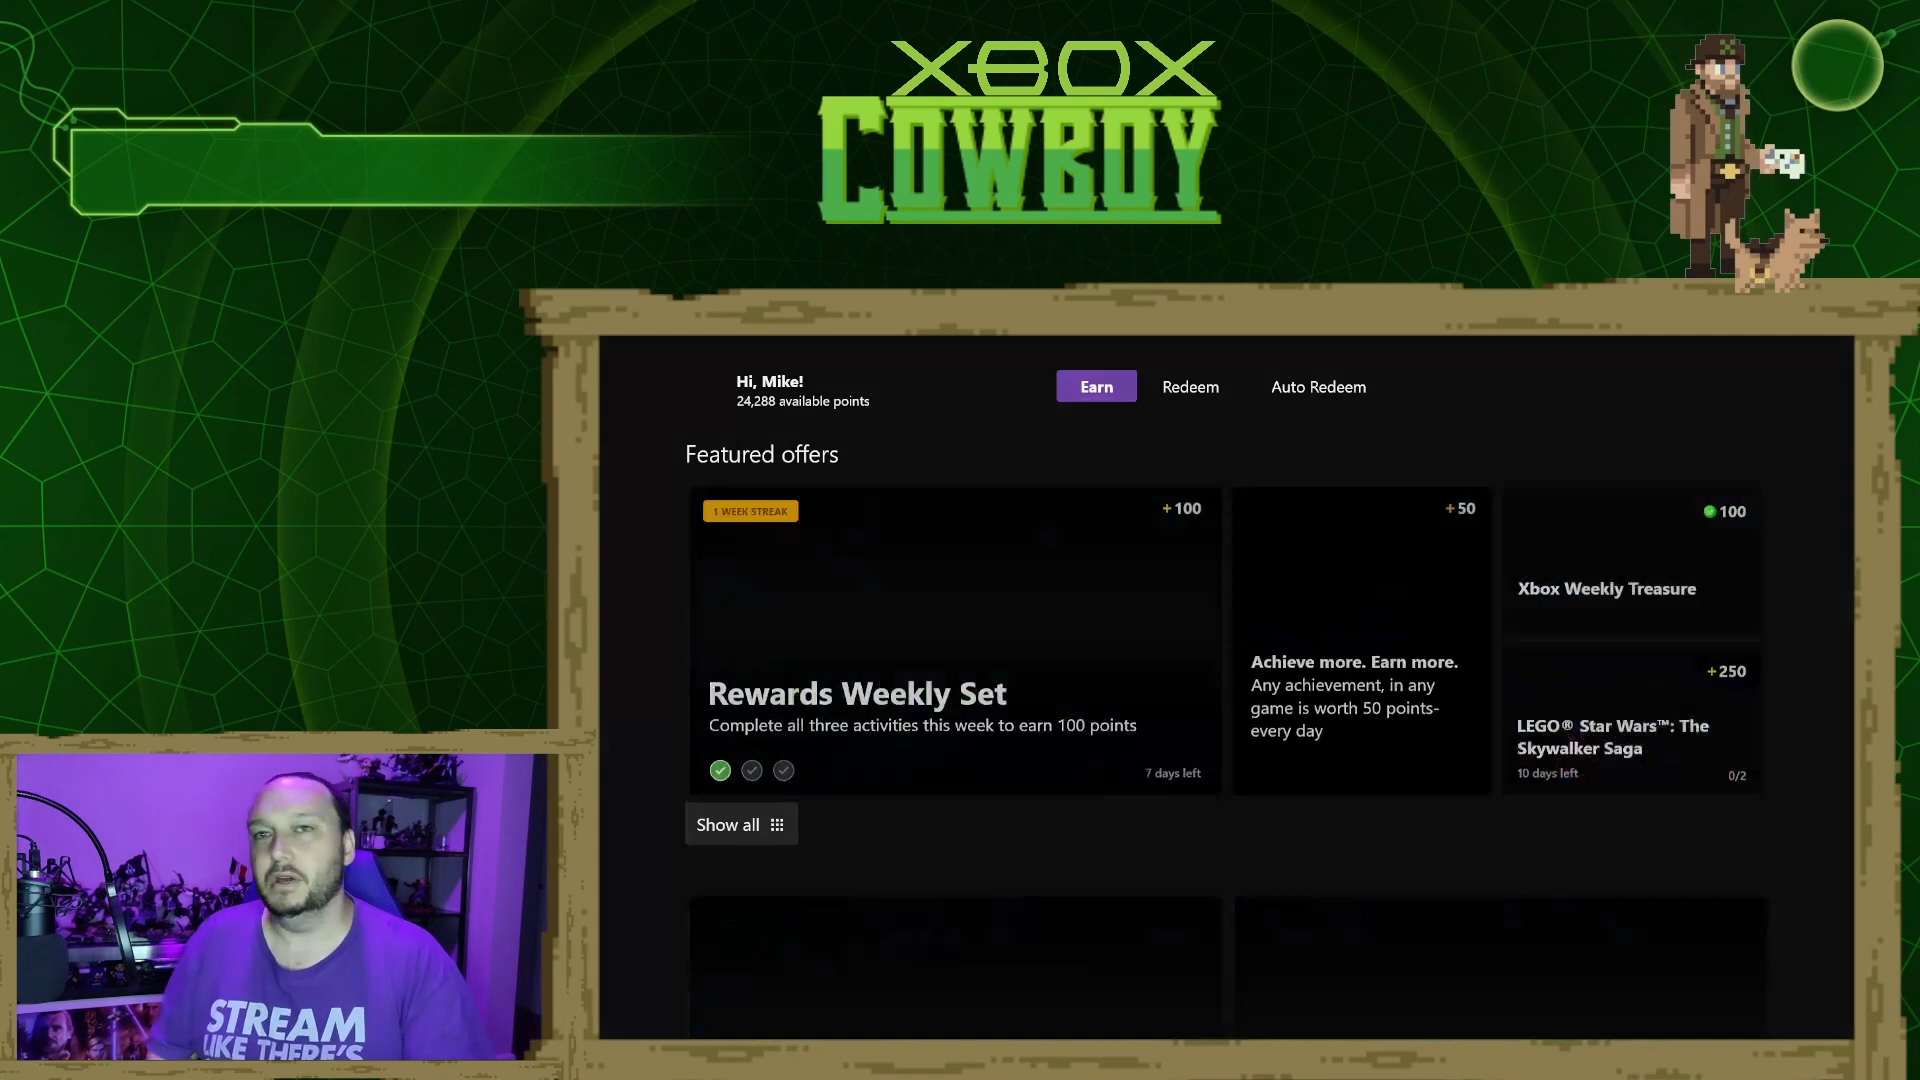 XBOX
COWBOY
Hi, Mike!
24,288 available points
Earn
Redeem
Auto Redeem
Featured offers
1 WEEK STREAK
+100
Rewards Weekly Set
Complete all three activities this week to earn 100 points
7 days left
+50
Achieve more. Earn more.
Any achievement, in any
game is worth 50 points-
every day
100
Xbox Weekly Treasure
+250
LEGO® Star Wars™: The
Skywalker Saga
10 days left
0/2
Show all
STREAM
LIKE THERE'S